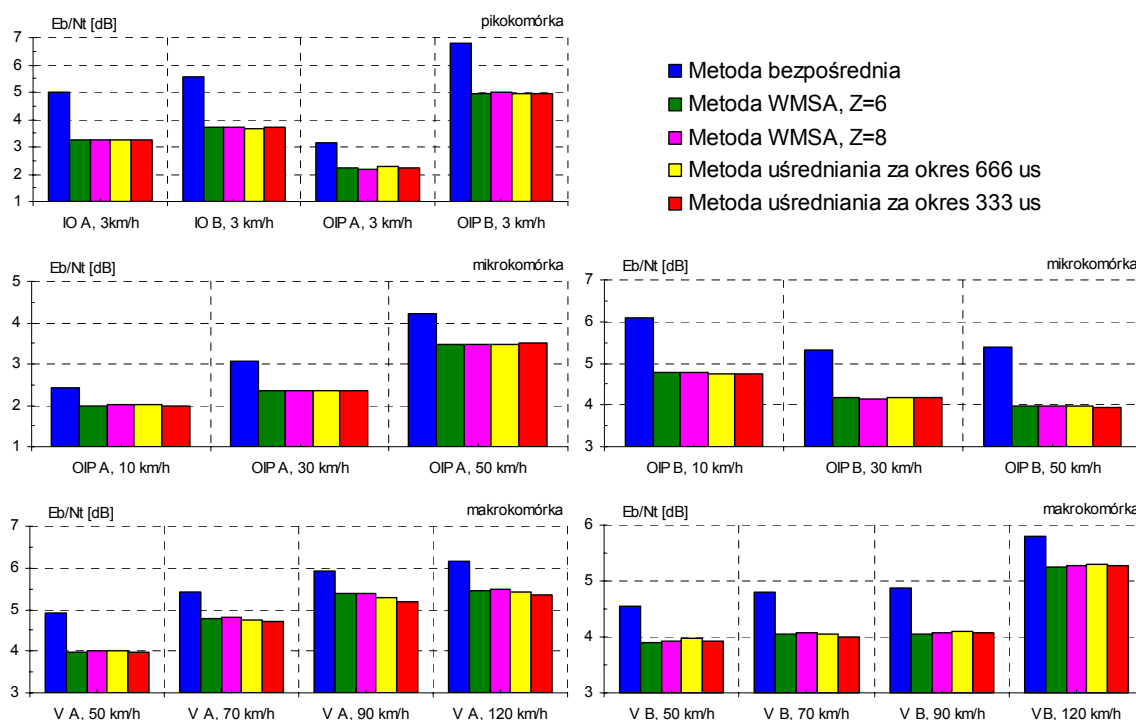 Eb/Nt [dB] pikokomórka
7
6
5
4
3
2
1
IO A, 3km/h IO B, 3 km/h OIP A, 3 km/h OIP B, 3 km/h
Metoda bezpośrednia
Metoda WMSA, Z=6
Metoda WMSA, Z=8
Metoda uśredniania za okres 666 us
Metoda uśredniania za okres 333 us
Eb/Nt [dB] mikrokomórka
5
4
3
2
1
OIP A, 10 km/h OIP A, 30 km/h OIP A, 50 km/h
Eb/Nt [dB] mikrokomórka
7
6
5
4
3
OIP B, 10 km/h OIP B, 30 km/h OIP B, 50 km/h
Eb/Nt [dB] makrokomórka
7
6
5
4
3
V A, 50 km/h V A, 70 km/h V A, 90 km/h V A, 120 km/h
Eb/Nt [dB] makrokomórka
6
5
4
3
V B, 50 km/h V B, 70 km/h V B, 90 km/h V B, 120 km/h